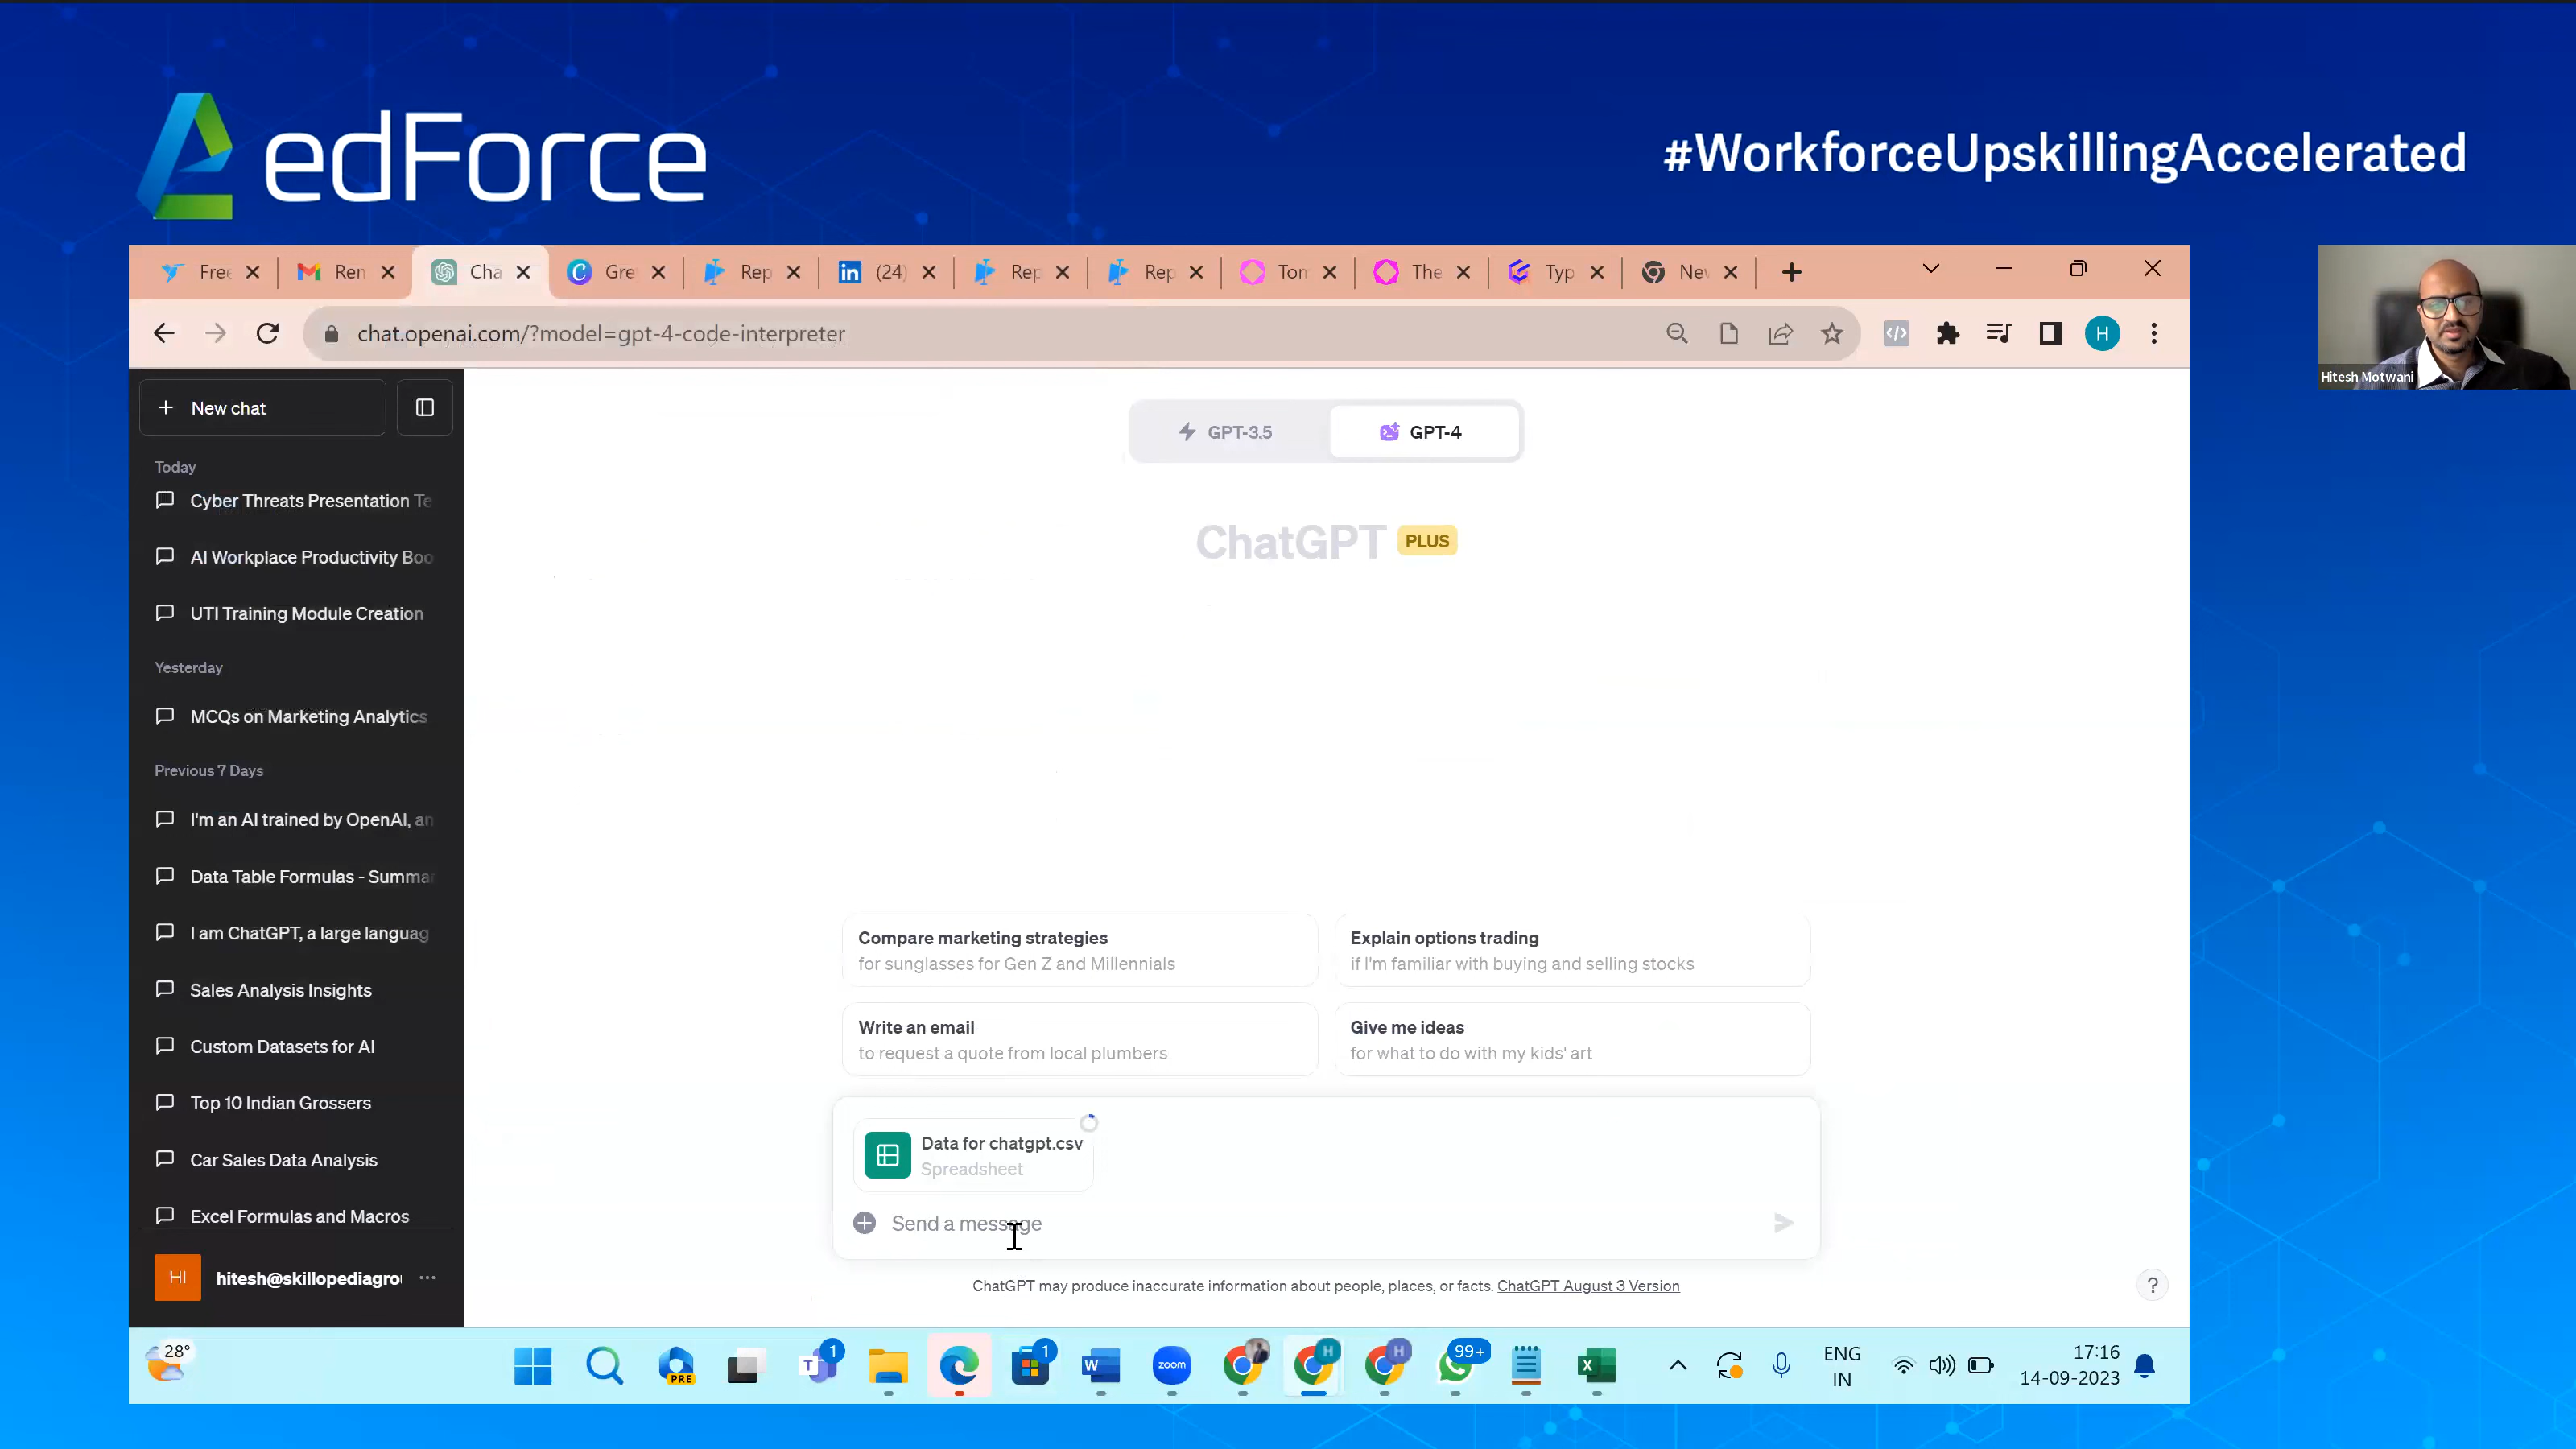 edForce
#WorkforceUpskillingAccelerated
Free
Ren
Cha
Gre
Rep
(24)
Rep
Rep
Tom
The
Typ
Nev
chat.openai.com/?model=gpt-4-code-interpreter
H
Hitesh Motwani
New chat
GPT-3.5
GPT-4
ChatGPT PLUS
Today
Cyber Threats Presentation Te
AI Workplace Productivity Boo
UTI Training Module Creation
Yesterday
MCQs on Marketing Analytics
Previous 7 Days
I'm an AI trained by OpenAI, an
Data Table Formulas - Summar
I am ChatGPT, a large languag
Sales Analysis Insights
Custom Datasets for AI
Top 10 Indian Grossers
Car Sales Data Analysis
Excel Formulas and Macros
HI
hitesh@skillopediagro
Compare marketing strategies
for sunglasses for Gen Z and Millennials
Explain options trading
if I'm familiar with buying and selling stocks
Write an email
to request a quote from local plumbers
Give me ideas
for what to do with my kids' art
Data for chatgpt.csv
Spreadsheet
Send a message
ChatGPT may produce inaccurate information about people, places, or facts. ChatGPT August 3 Version
?
28°
PRE
T
1
1
W
zoom
H
H
99+
X
ENG
IN
17:16
14-09-2023